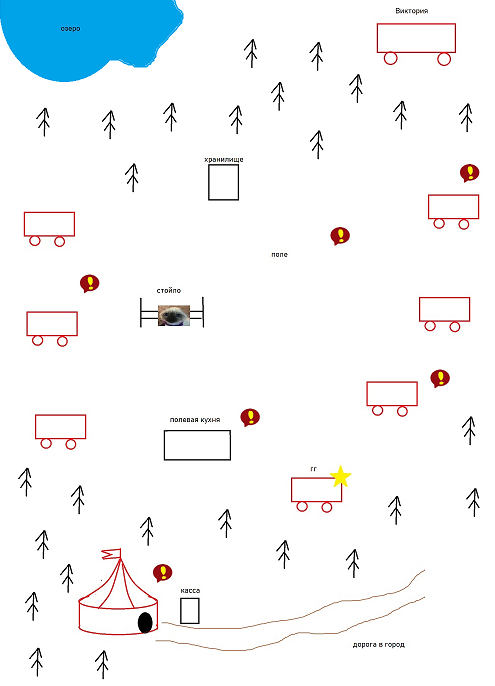 Виктория
озеро
хранилище
поле
стойло
полевая кухня
гг
касса
дорога в город